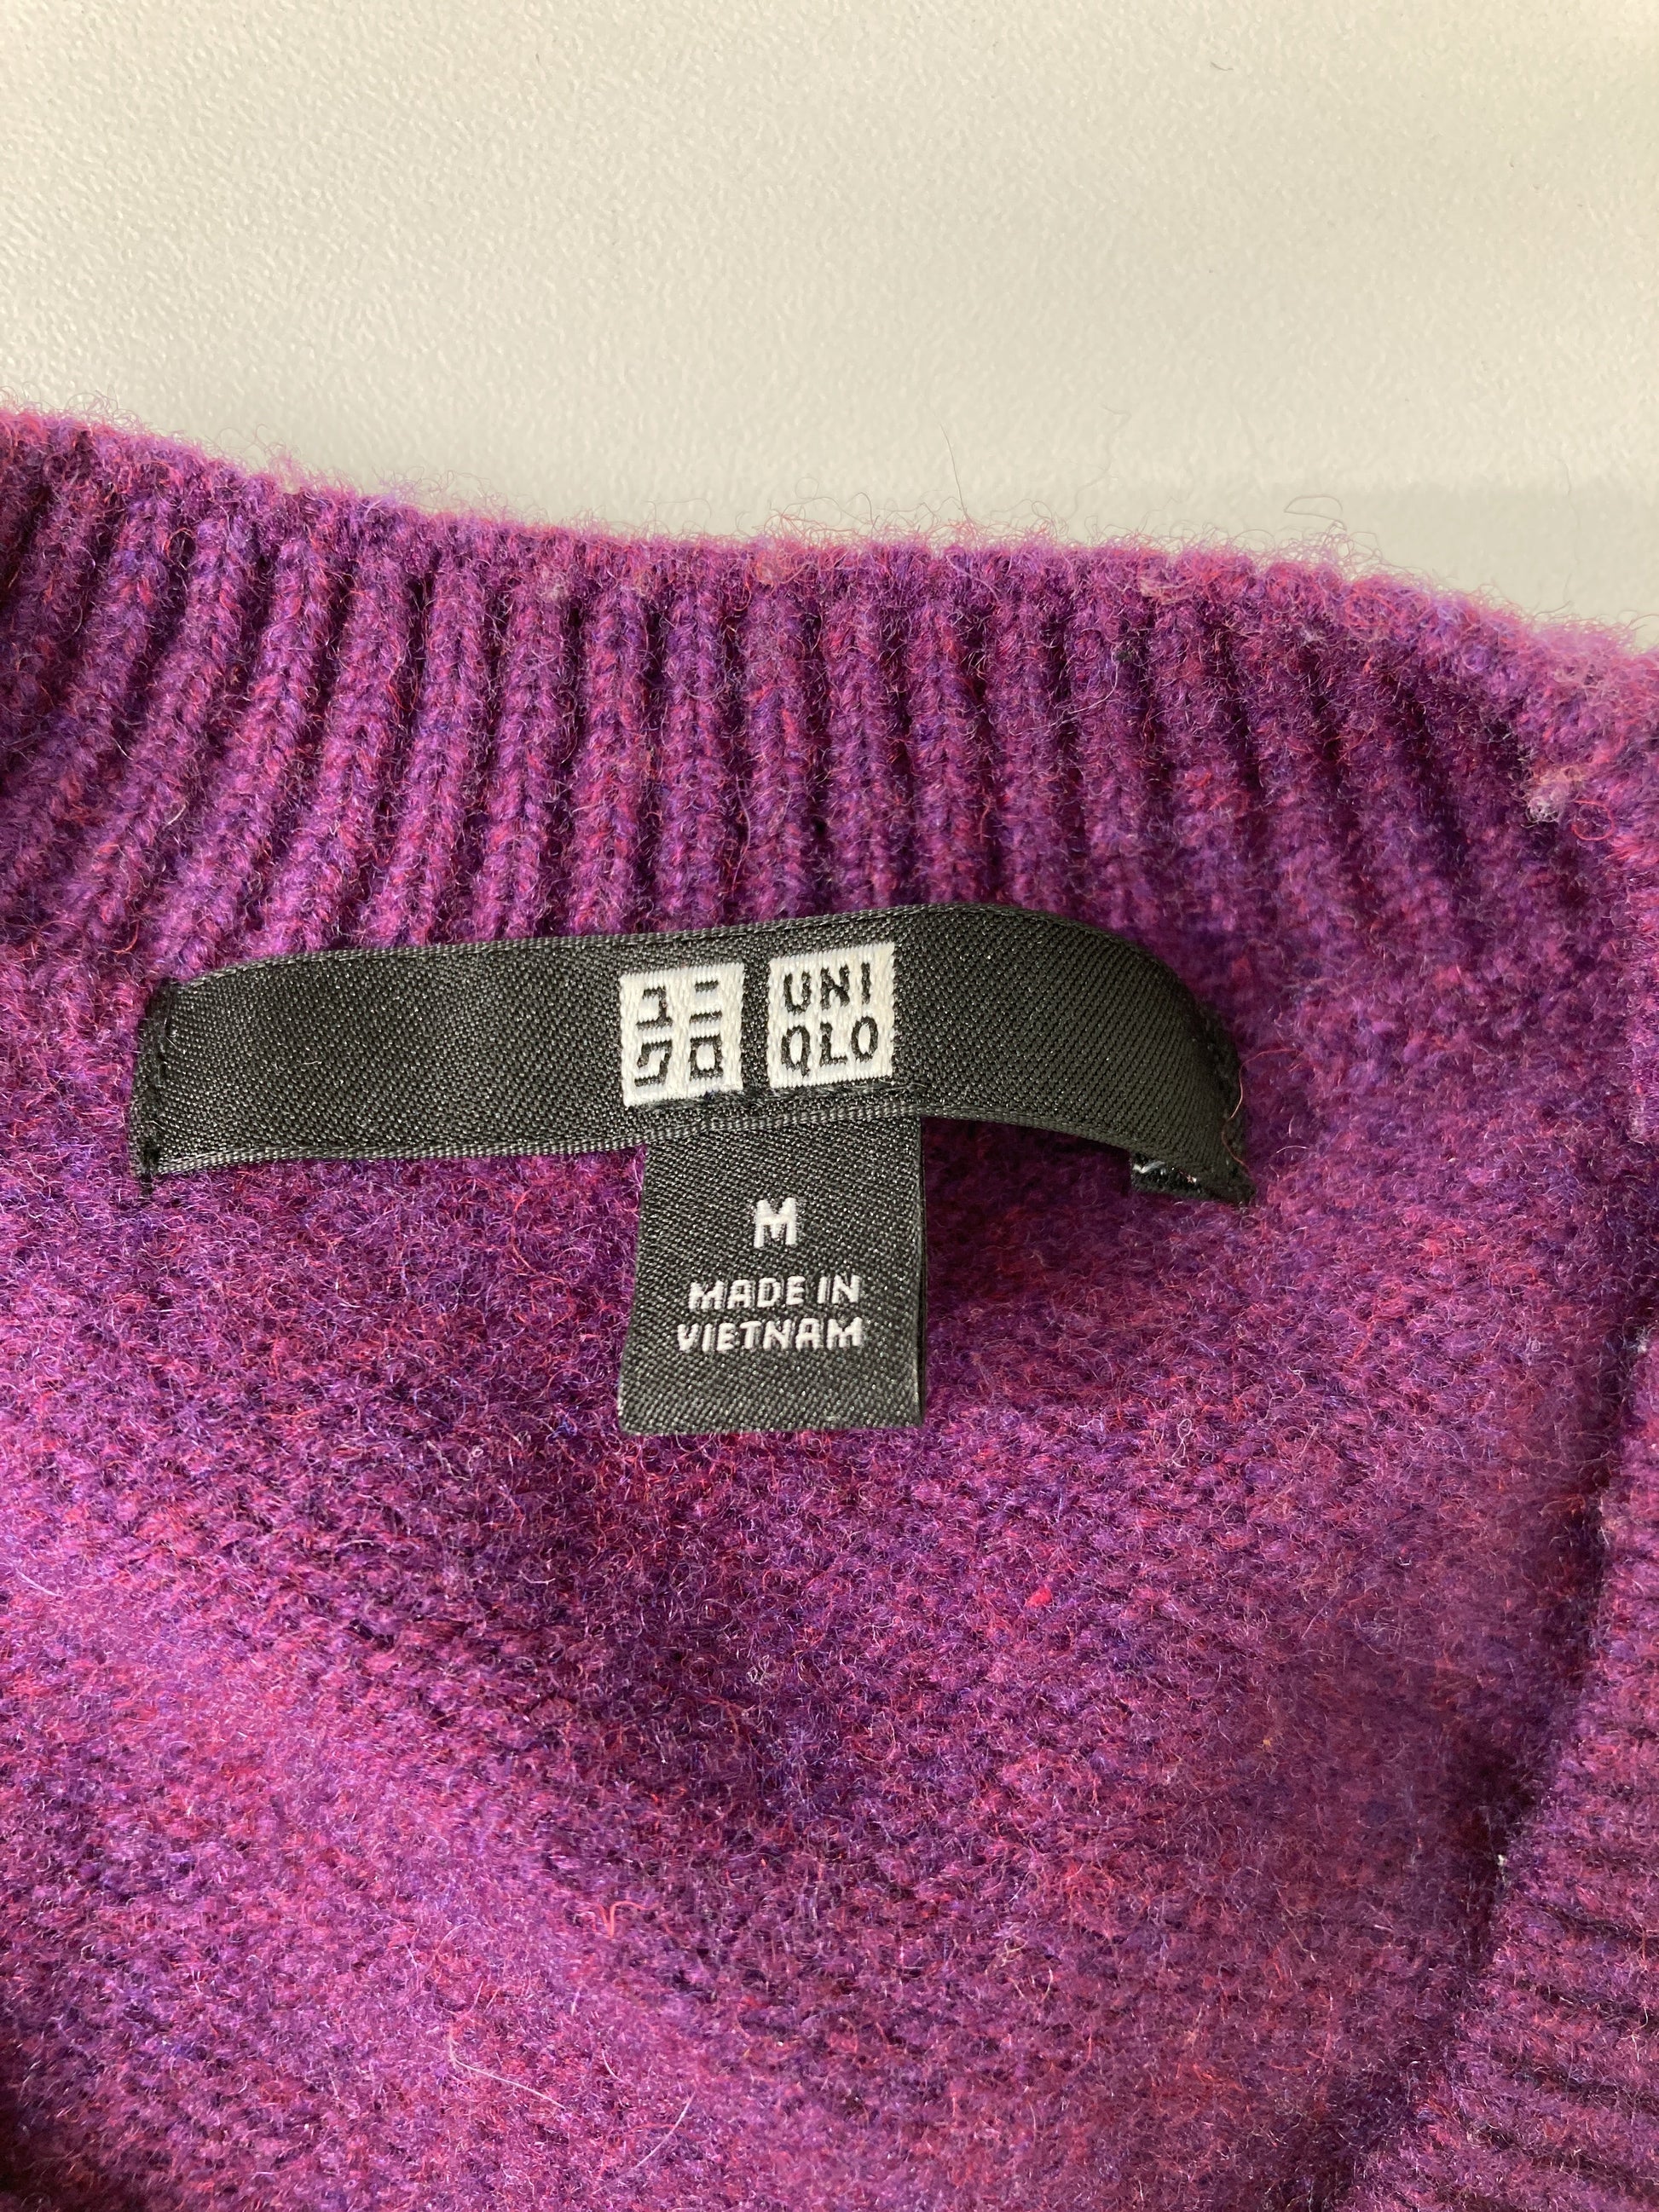 ユニ
クロ
UNI
QLO
M
MADE IN
VIETNAM